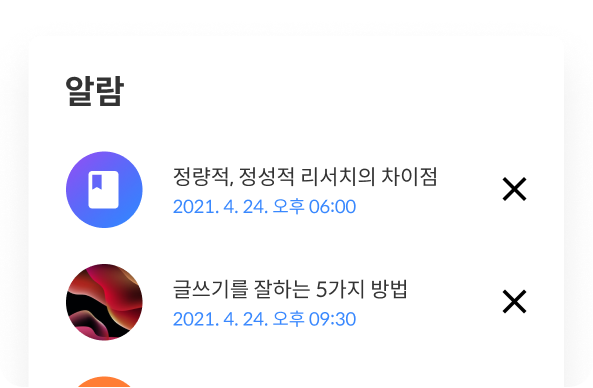 알람
정량적, 정성적 리서치의 차이점
2021. 4. 24. 오후 06:00
글쓰기를 잘하는 5가지 방법
2021. 4. 24. 오후 09:30